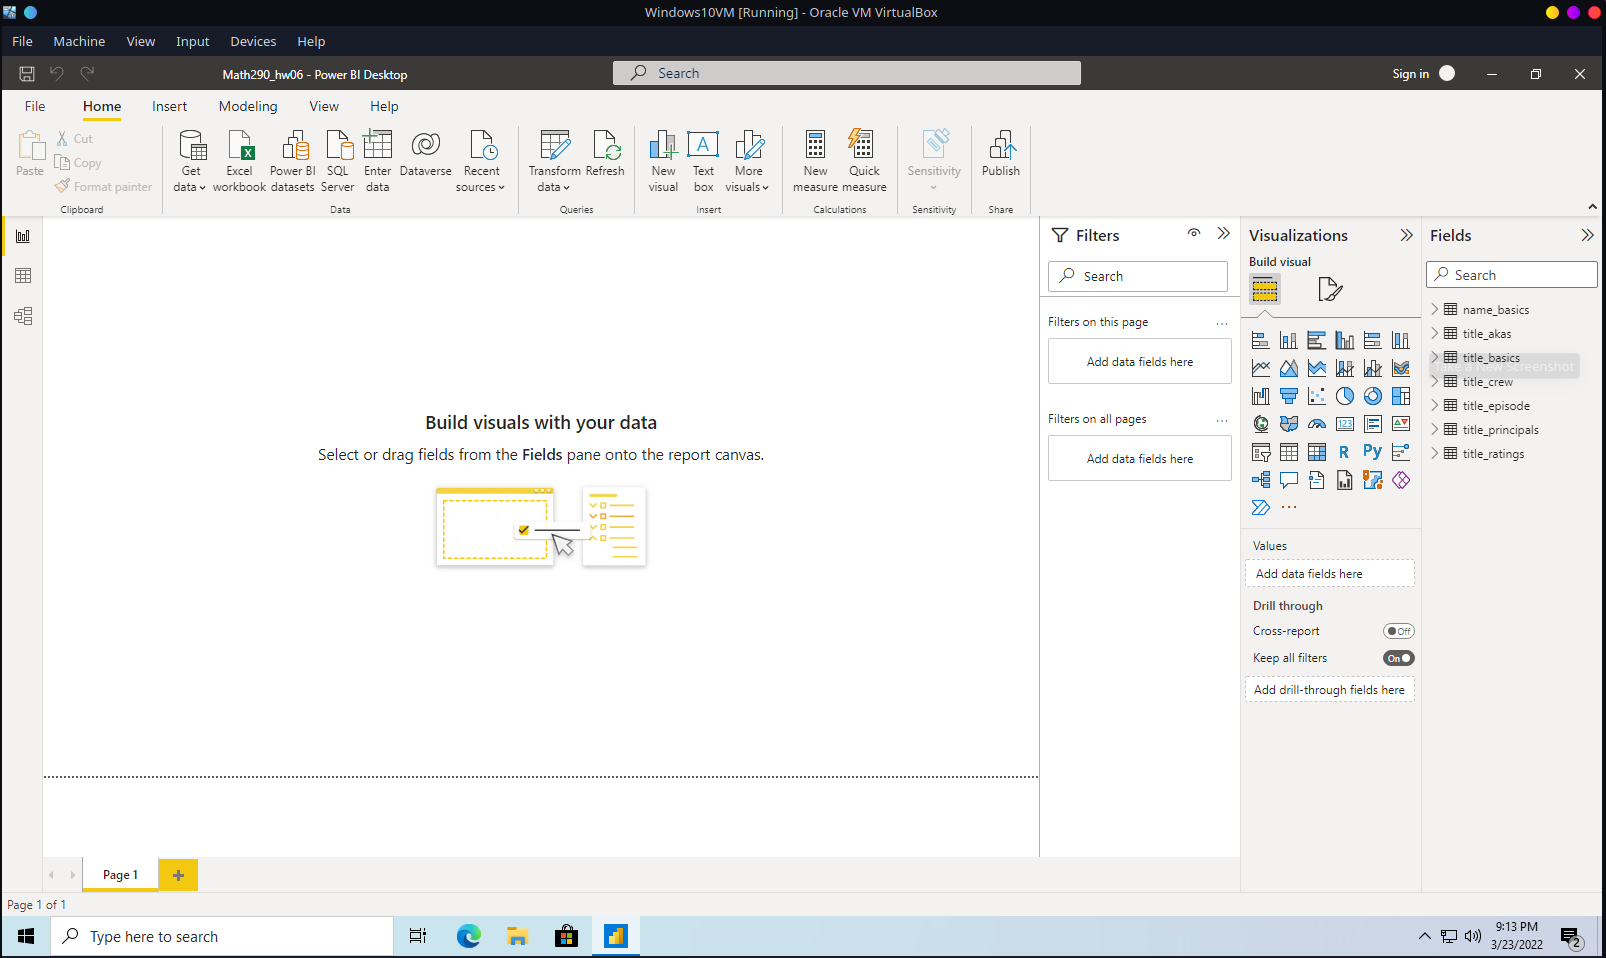 Windows10VM [Running] - Oracle VM VirtualBox
File Machine View Input Devices Help
Math290_hw06 - Power BI Desktop
Search
Sign in
File Home Insert Modeling View Help
Paste
Cut
Copy
Format painter
Clipboard
Get data
Excel workbook
Power BI datasets
SQL Server
Enter data
Dataverse
Recent sources
Data
Transform data
Refresh
Queries
New visual
Text box
More visuals
Insert
New measure
Quick measure
Calculations
Sensitivity
Sensitivity
Publish
Share
Build visuals with your data
Select or drag fields from the Fields pane onto the report canvas.
Filters
Search
Filters on this page
Add data fields here
Filters on all pages
Add data fields here
Visualizations
Build visual
123
R
Py
Values
Add data fields here
Drill through
Cross-report
Off
Keep all filters
On
Add drill-through fields here
Fields
Search
name_basics
title_akas
title_basics
Take a New Screenshot
title_crew
title_episode
title_principals
title_ratings
Page 1
Page 1 of 1
Type here to search
9:13 PM
3/23/2022
2